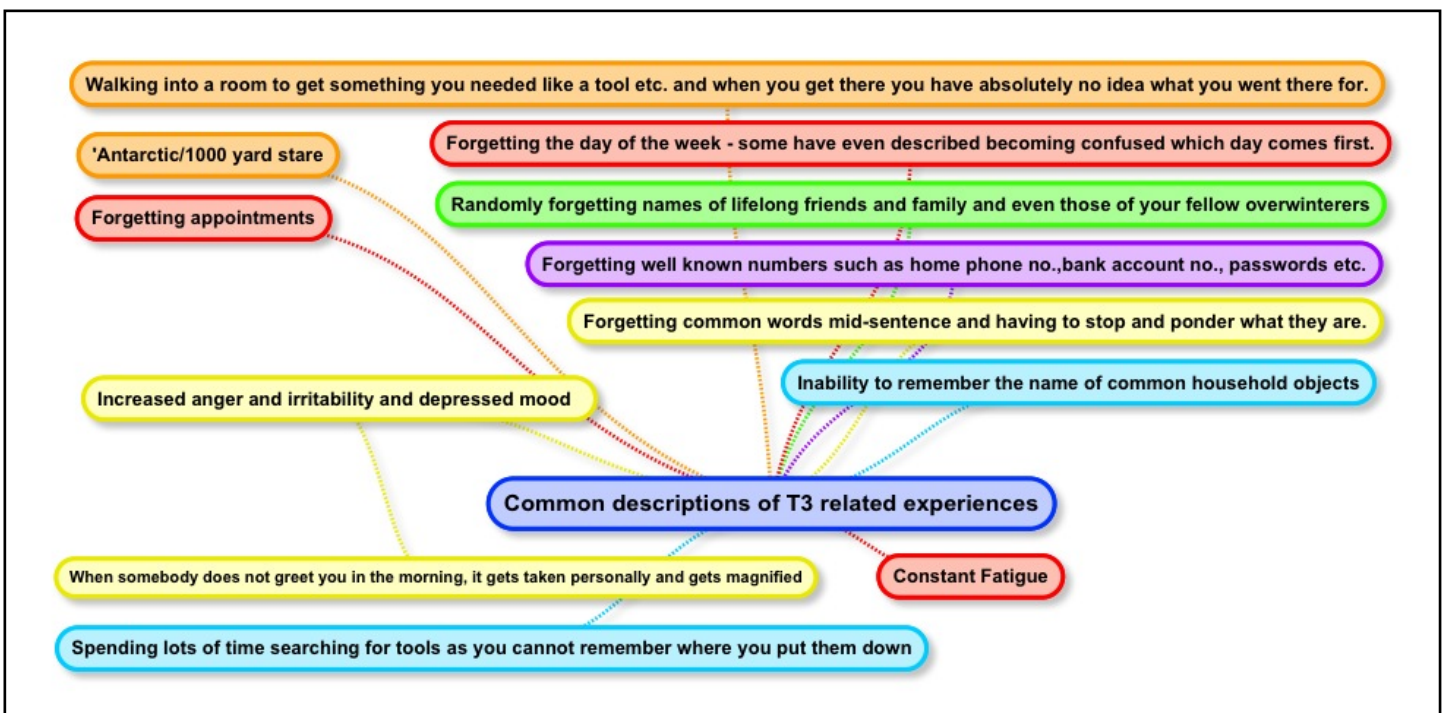 Walking into a room to get something you needed like a tool etc. and when you get there you have absolutely no idea what you went there for.
'Antarctic/1000 yard stare
Forgetting the day of the week - some have even described becoming confused which day comes first.
Forgetting appointments
Randomly forgetting names of lifelong friends and family and even those of your fellow overwinterers
Forgetting well known numbers such as home phone no.,bank account no., passwords etc.
Forgetting common words mid-sentence and having to stop and ponder what they are.
Inability to remember the name of common household objects
Increased anger and irritability and depressed mood
Common descriptions of T3 related experiences
When somebody does not greet you in the morning, it gets taken personally and gets magnified
Constant Fatigue
Spending lots of time searching for tools as you cannot remember where you put them down